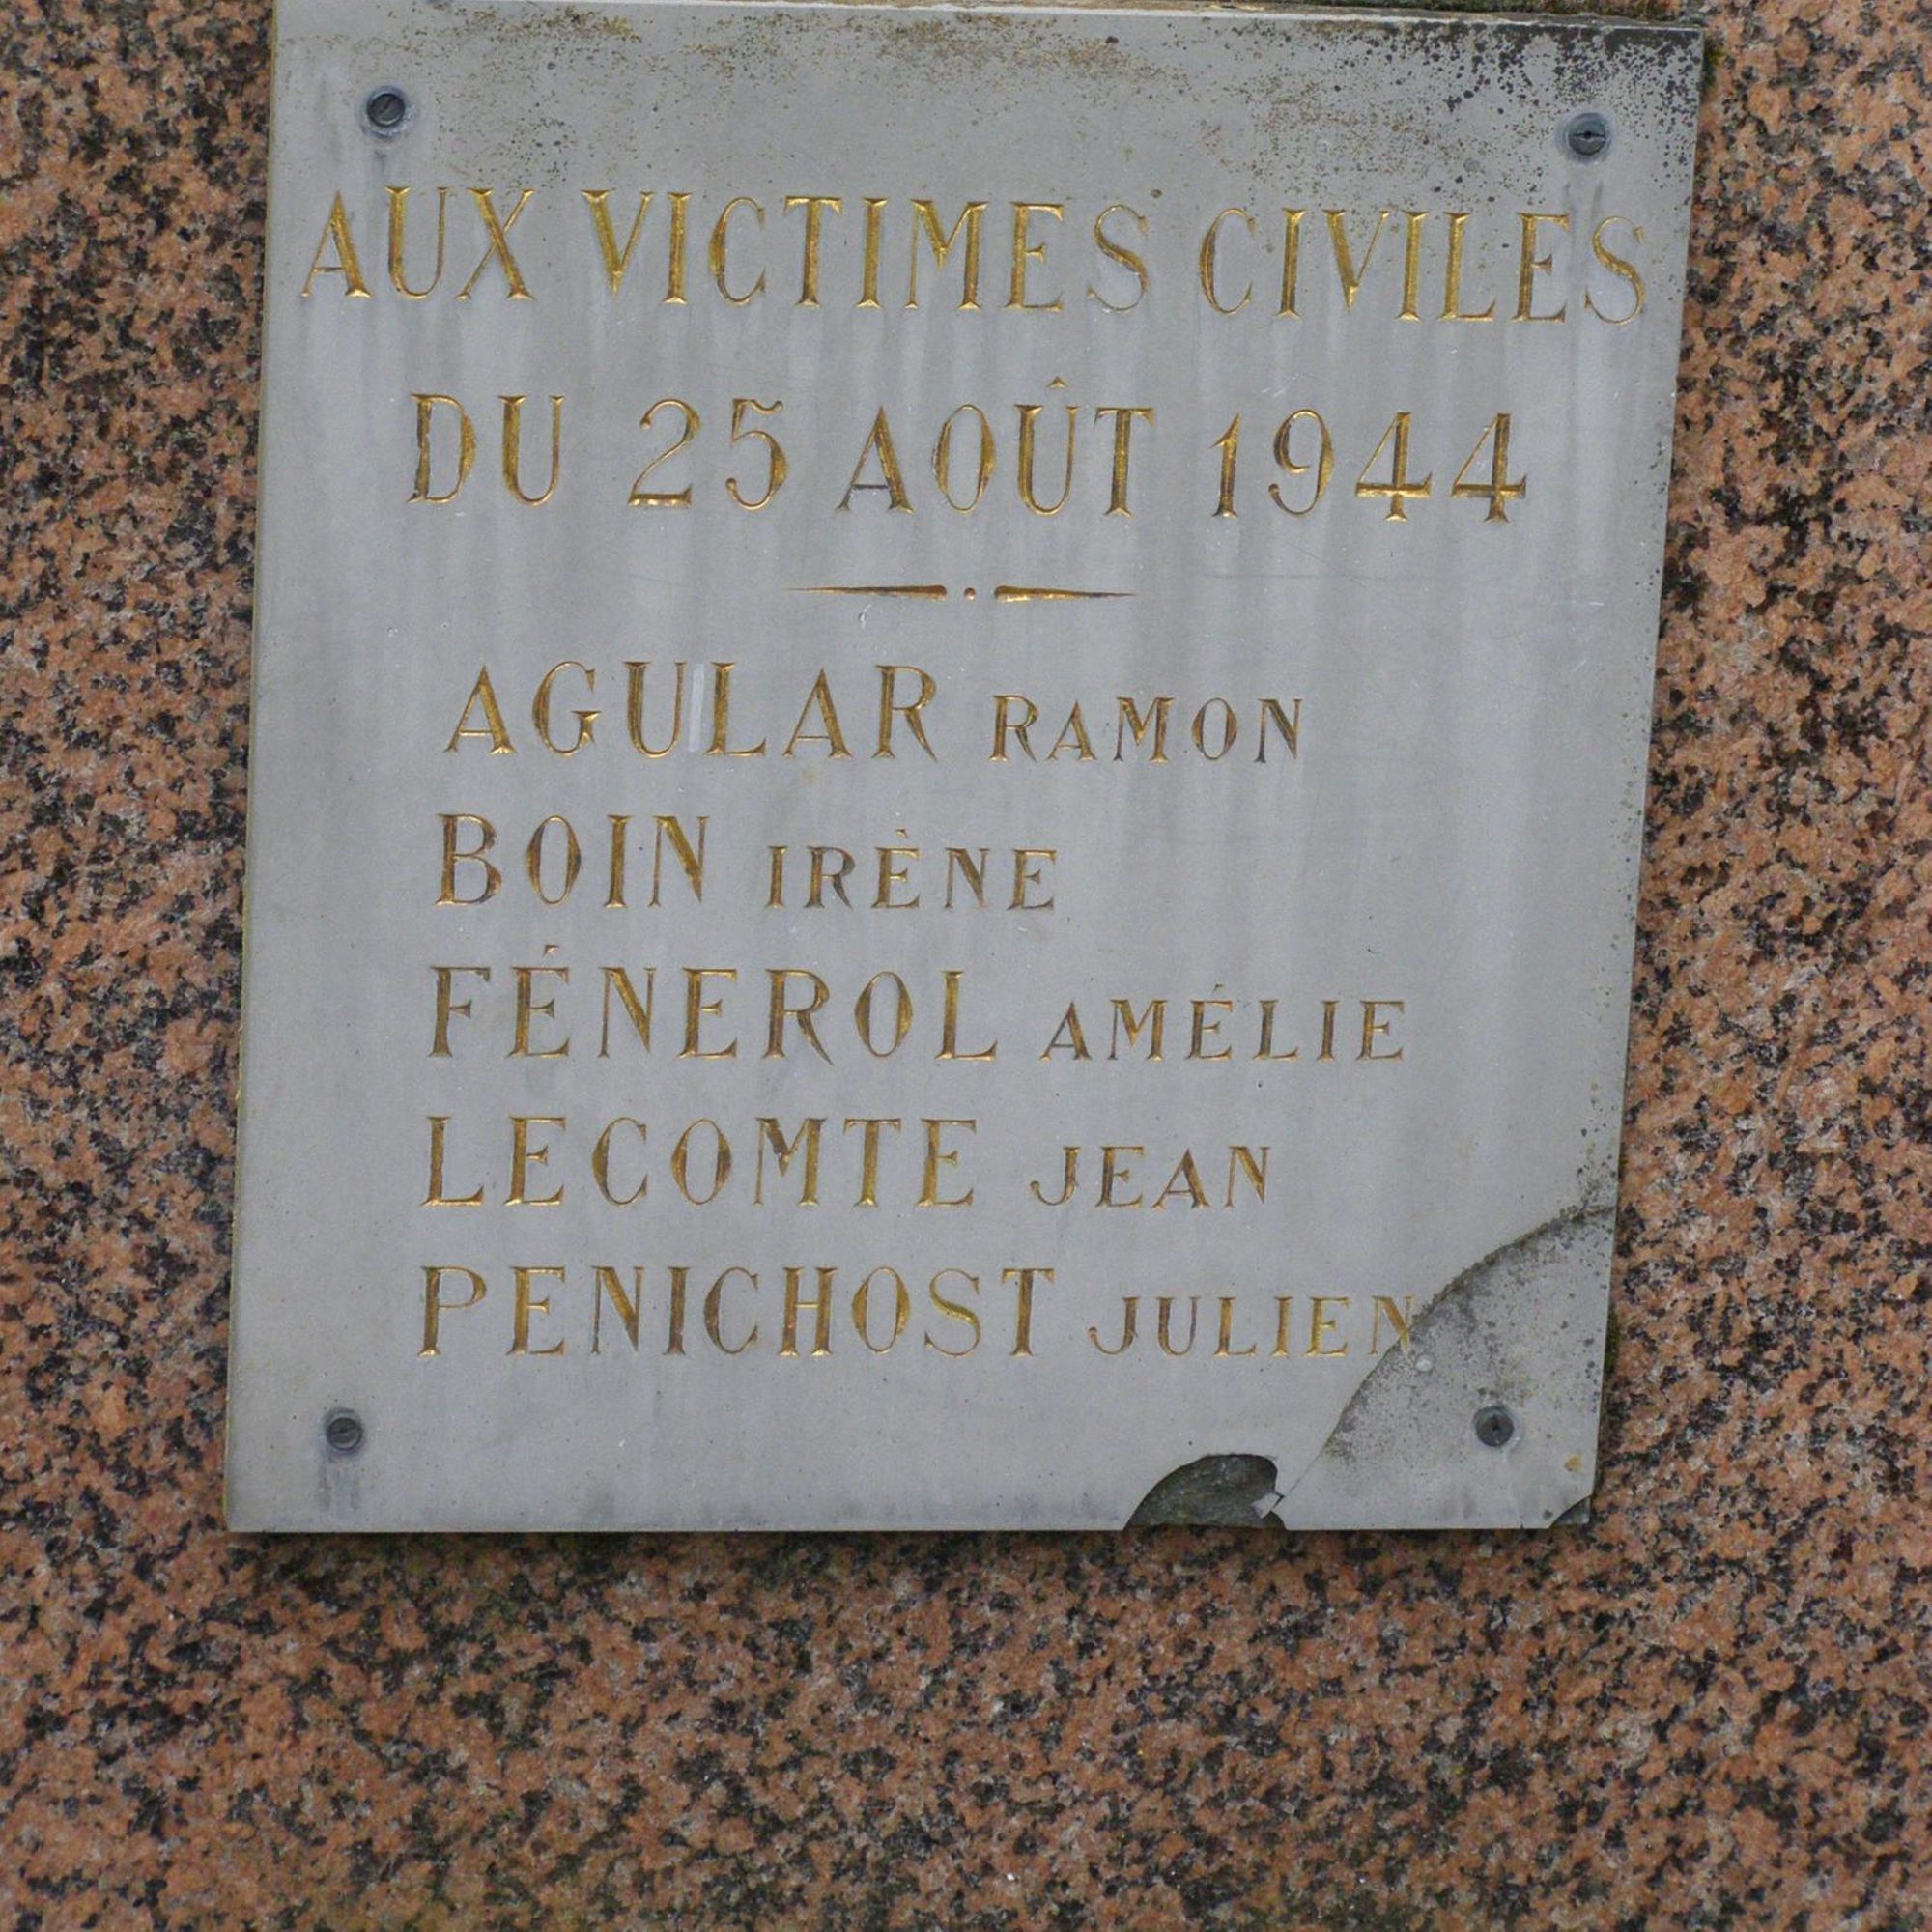 AUX VICTIMES CIVILES
DU 25 AOÛT 1944
AGULAR RAMON
BOIN IRÈNE
FÉNEROL AMÉLIE
LECOMTE JEAN
PENICHOST JULIEN